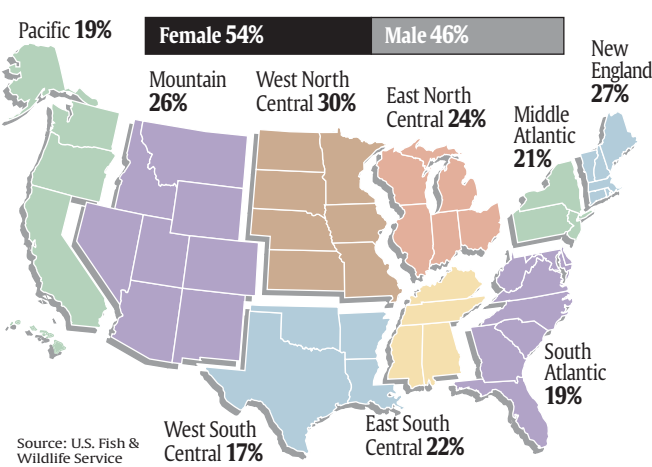 Pacific 19%
Female 54%
Male 46%
New
England
27%
Mountain
26%
West North
Central 30%
East North
Central 24%
Middle
Atlantic
21%
South
Atlantic
19%
West South
Central 17%
East South
Central 22%
Source: U.S. Fish &
Wildlife Service